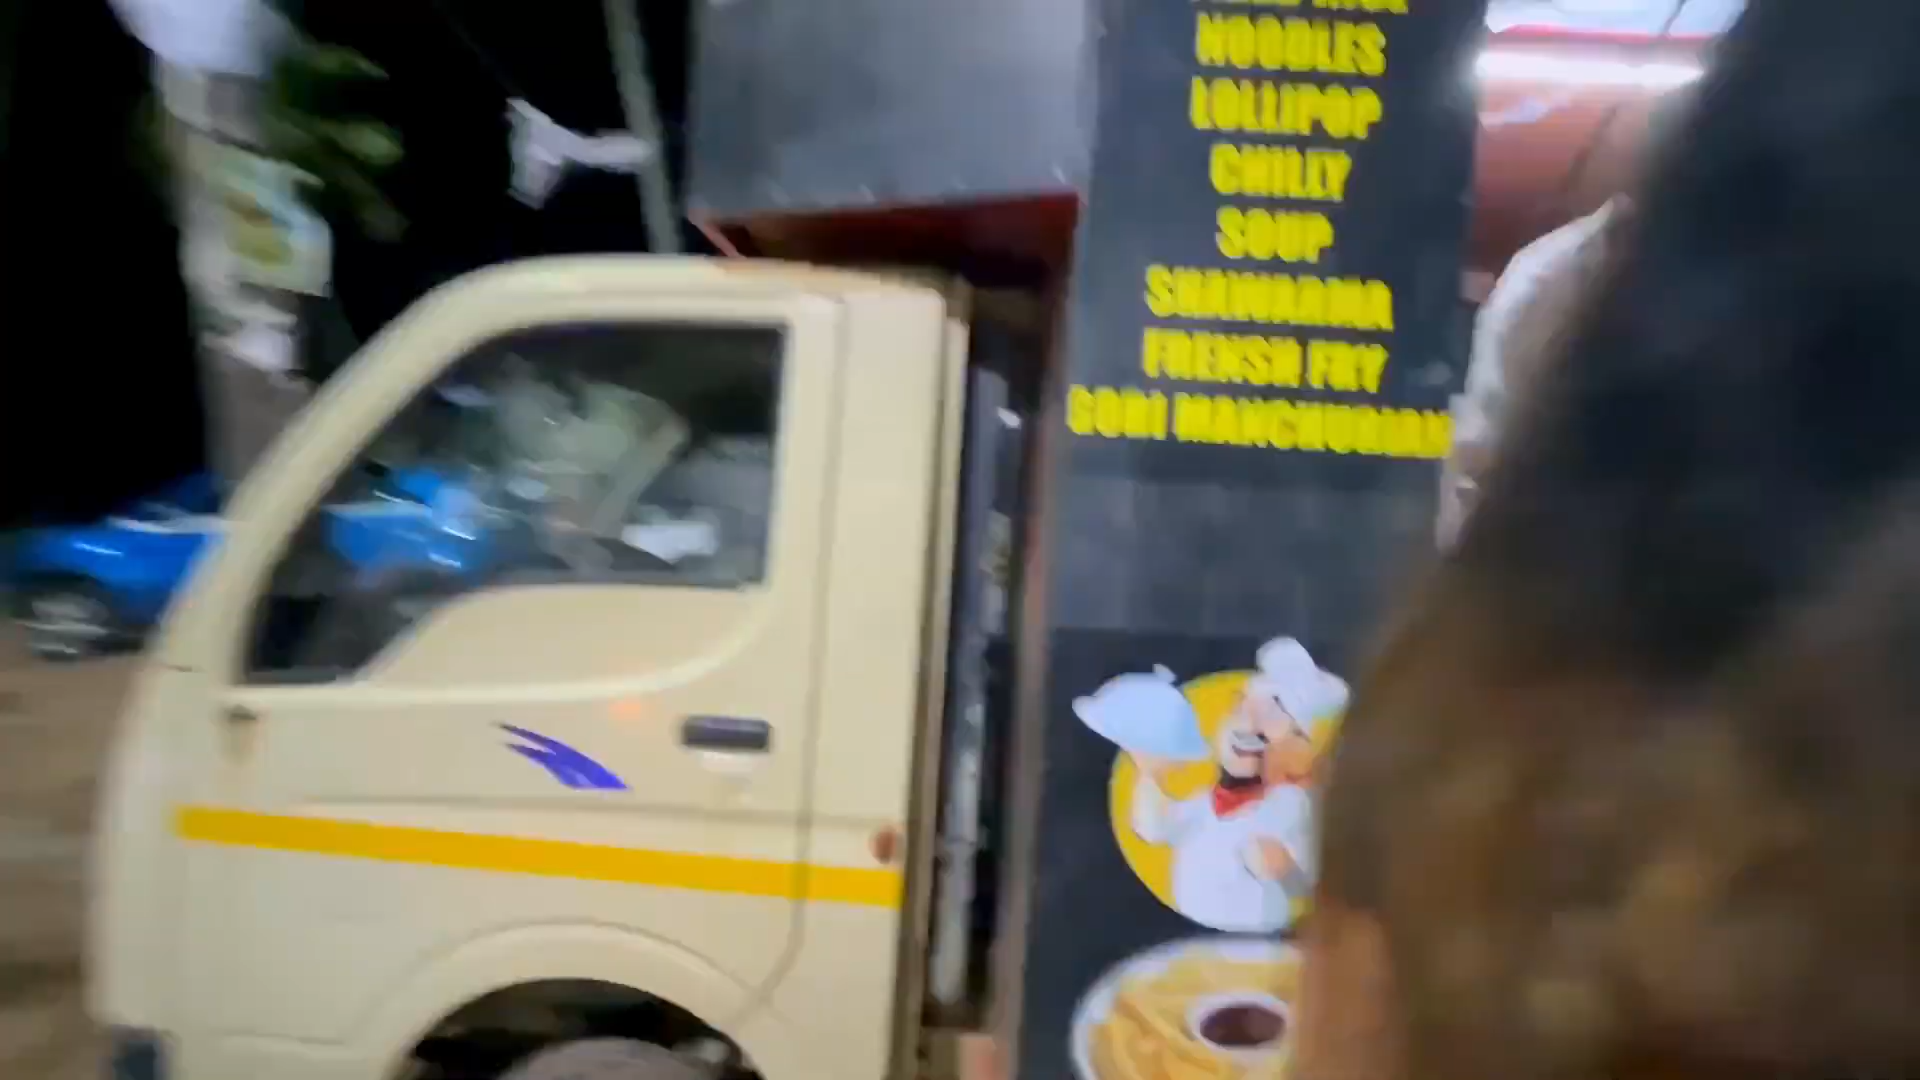 NOODLES
LOLLIPOP
CHILLY
SOUP
SHAWARMA
FRENSH FRY
GOBI MANCHURIAN